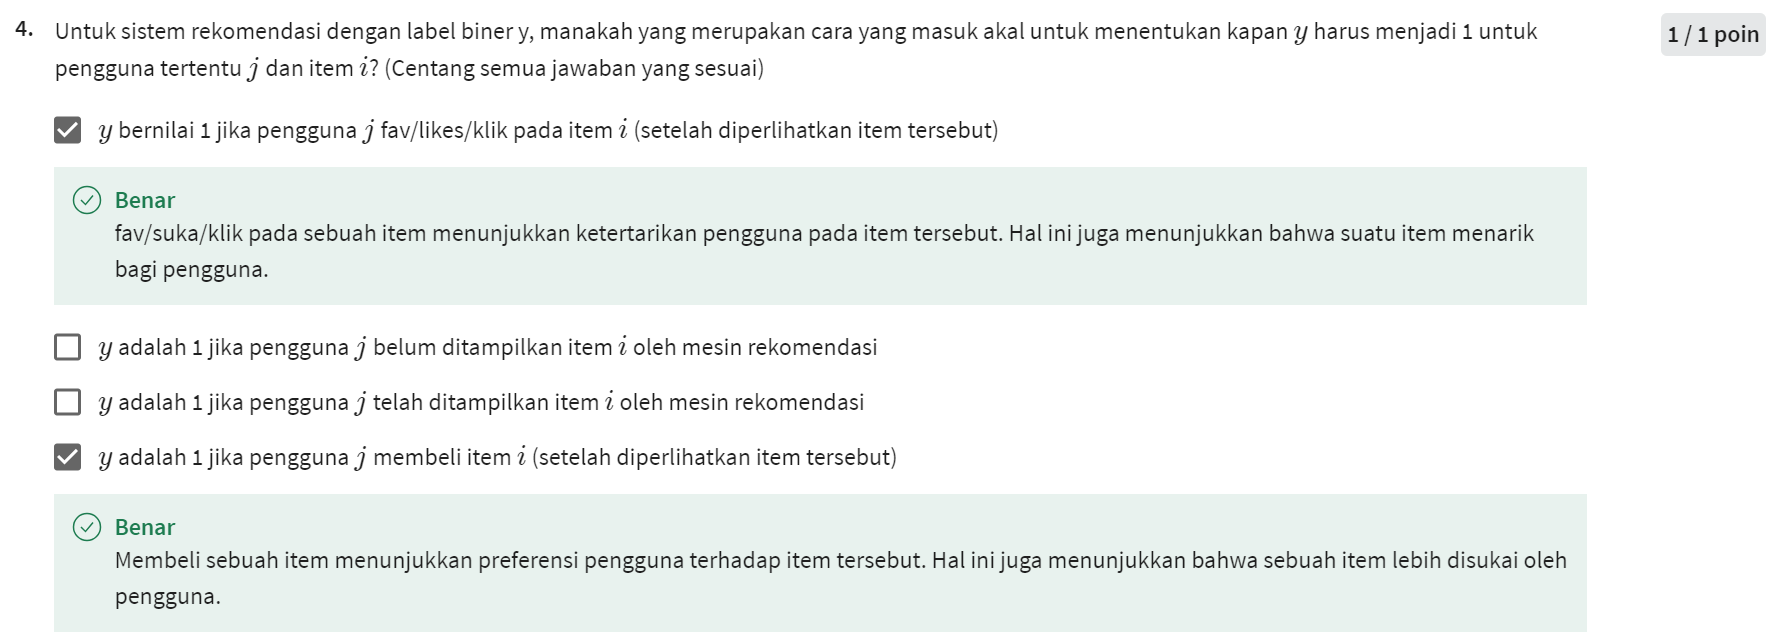 4. Untuk sistem rekomendasi dengan label biner y, manakah yang merupakan cara yang masuk akal untuk menentukan kapan y harus menjadi 1 untuk
1 / 1 poin
pengguna tertentu j dan item i? (Centang semua jawaban yang sesuai)
y bernilai 1 jika pengguna j fav/likes/klik pada item i (setelah diperlihatkan item tersebut)
Benar
fav/suka/klik pada sebuah item menunjukkan ketertarikan pengguna pada item tersebut. Hal ini juga menunjukkan bahwa suatu item menarik
bagi pengguna.
y adalah 1 jika pengguna j belum ditampilkan item i oleh mesin rekomendasi
y adalah 1 jika pengguna j telah ditampilkan item i oleh mesin rekomendasi
y adalah 1 jika pengguna j membeli item i (setelah diperlihatkan item tersebut)
Benar
Membeli sebuah item menunjukkan preferensi pengguna terhadap item tersebut. Hal ini juga menunjukkan bahwa sebuah item lebih disukai oleh
pengguna.